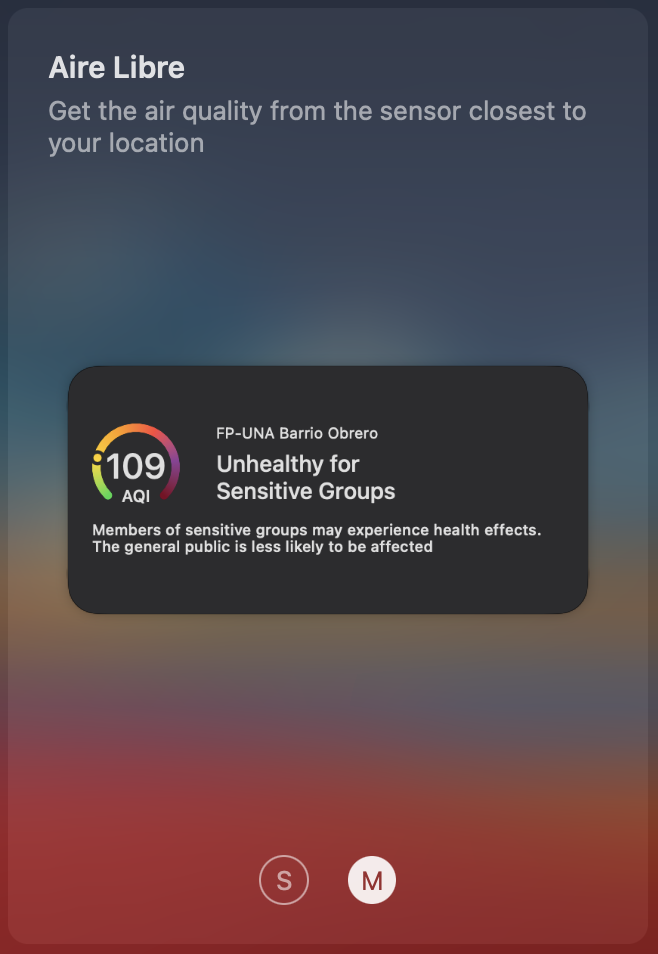 Aire Libre
Get the air quality from the sensor closest to
your location
109
AQI
FP-UNA Barrio Obrero
Unhealthy for
Sensitive Groups
Members of sensitive groups may experience health effects.
The general public is less likely to be affected
S
M